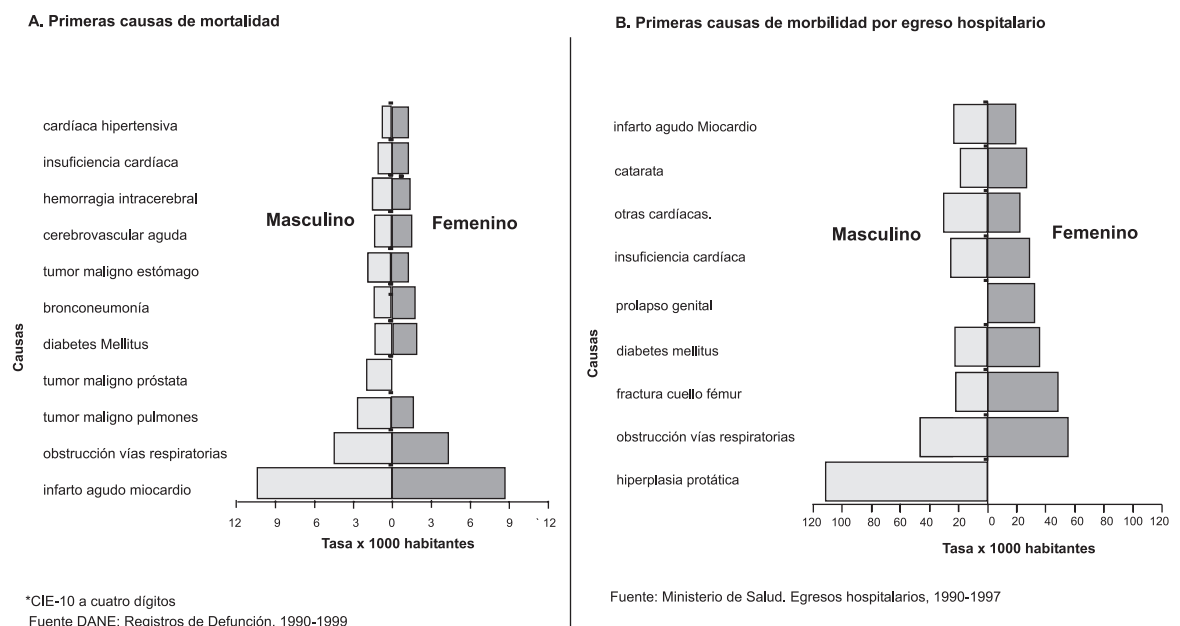 A. Primeras causas de mortalidad
cardíaca hipertensiva
insuficiencia cardíaca
hemorragia intracerebral
cerebrovascular aguda
tumor maligno estómago
bronconeumonía
diabetes Mellitus
tumor maligno próstata
tumor maligno pulmones
obstrucción vías respiratorias
infarto agudo miocardio
Causas
Masculino
Femenino
12 9 6 3 0 3 6 9 ` 12
Tasa x 1000 habitantes
*CIE-10 a cuatro dígitos
Fuente DANE: Registros de Defunción, 1990-1999
B. Primeras causas de morbilidad por egreso hospitalario
infarto agudo Miocardio
catarata
otras cardíacas.
insuficiencia cardíaca
prolapso genital
diabetes mellitus
fractura cuello fémur
obstrucción vías respiratorias
hiperplasia protática
Causas
Masculino
Femenino
120 100 80 60 40 20 0 20 40 60 80 100 120
Tasa x 1000 habitantes
Fuente: Ministerio de Salud. Egresos hospitalarios, 1990-1997